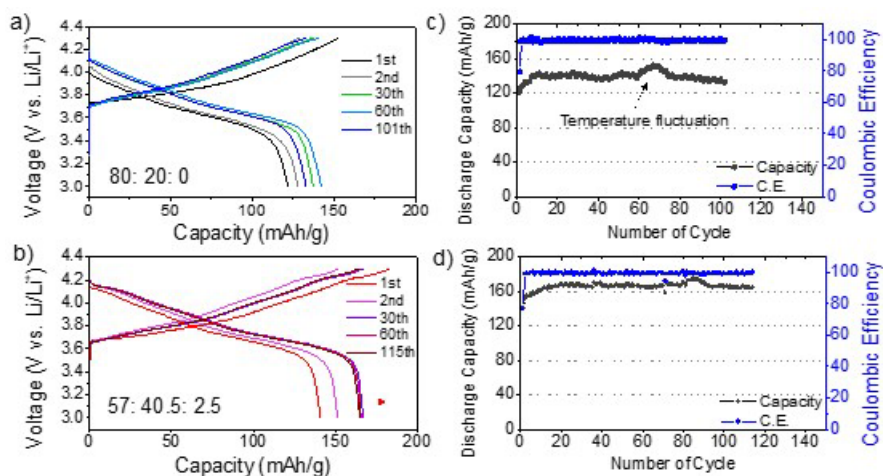 a)
4.4
4.2
4.0
3.8
3.6
3.4
3.2
3.0
Voltage (V vs. Li/Li⁺)
1st
2nd
30th
60th
101th
80: 20: 0
0 50 100 150 200
Capacity (mAh/g)
c)
200
180
160
120
80
40
0
Discharge Capacity (mAh/g)
100
80
60
40
20
0
Coulombic Efficiency
Temperature fluctuation
Capacity
C.E.
0 20 40 60 80 100 120 140
Number of Cycle
b)
4.4
4.2
4.0
3.8
3.6
3.4
3.2
3.0
Voltage (V vs. Li/Li⁺)
1st
2nd
30th
60th
115th
57: 40.5: 2.5
0 50 100 150 200
Capacity (mAh/g)
d)
200
180
160
120
80
40
0
Discharge Capacity (mAh/g)
100
80
60
40
20
0
Coulombic Efficiency
Capacity
C.E.
0 20 40 60 80 100 120 140
Number of Cycle